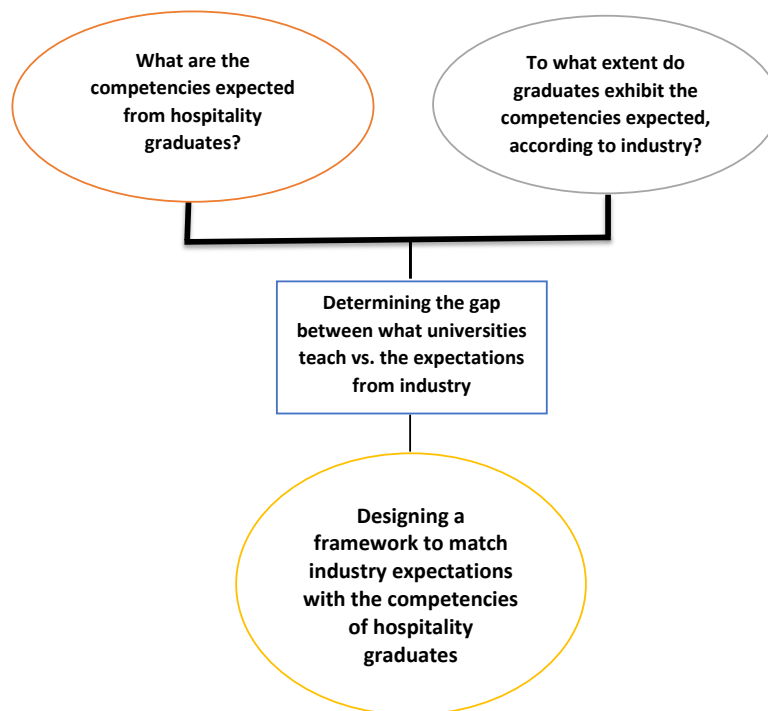 What are the
competencies expected
from hospitality
graduates?
To what extent do
graduates exhibit the
competencies expected,
according to industry?
Determining the gap
between what universities
teach vs. the expectations
from industry
Designing a
framework to match
industry expectations
with the competencies
of hospitality
graduates